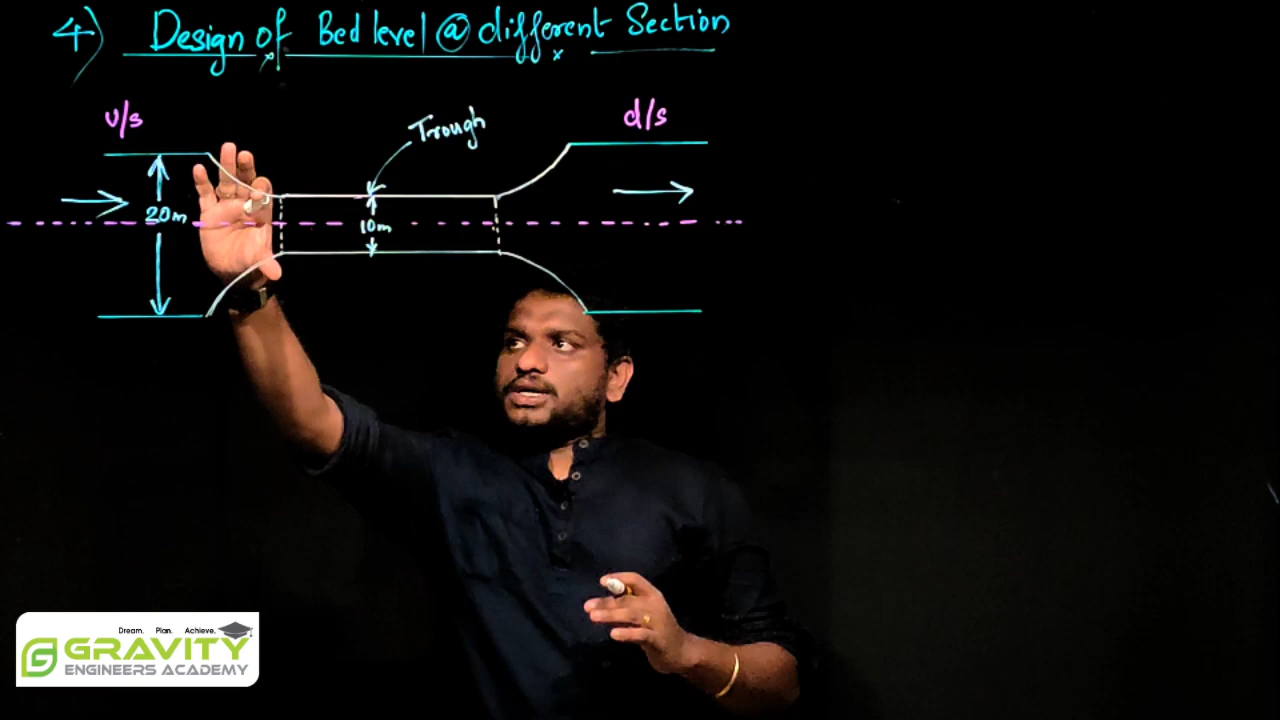 4) Design of Bed level @ different Section
u/s
Trough
d/s
20m
10m
Dream. Plan. Achieve.
GRAVITY
ENGINEERS ACADEMY